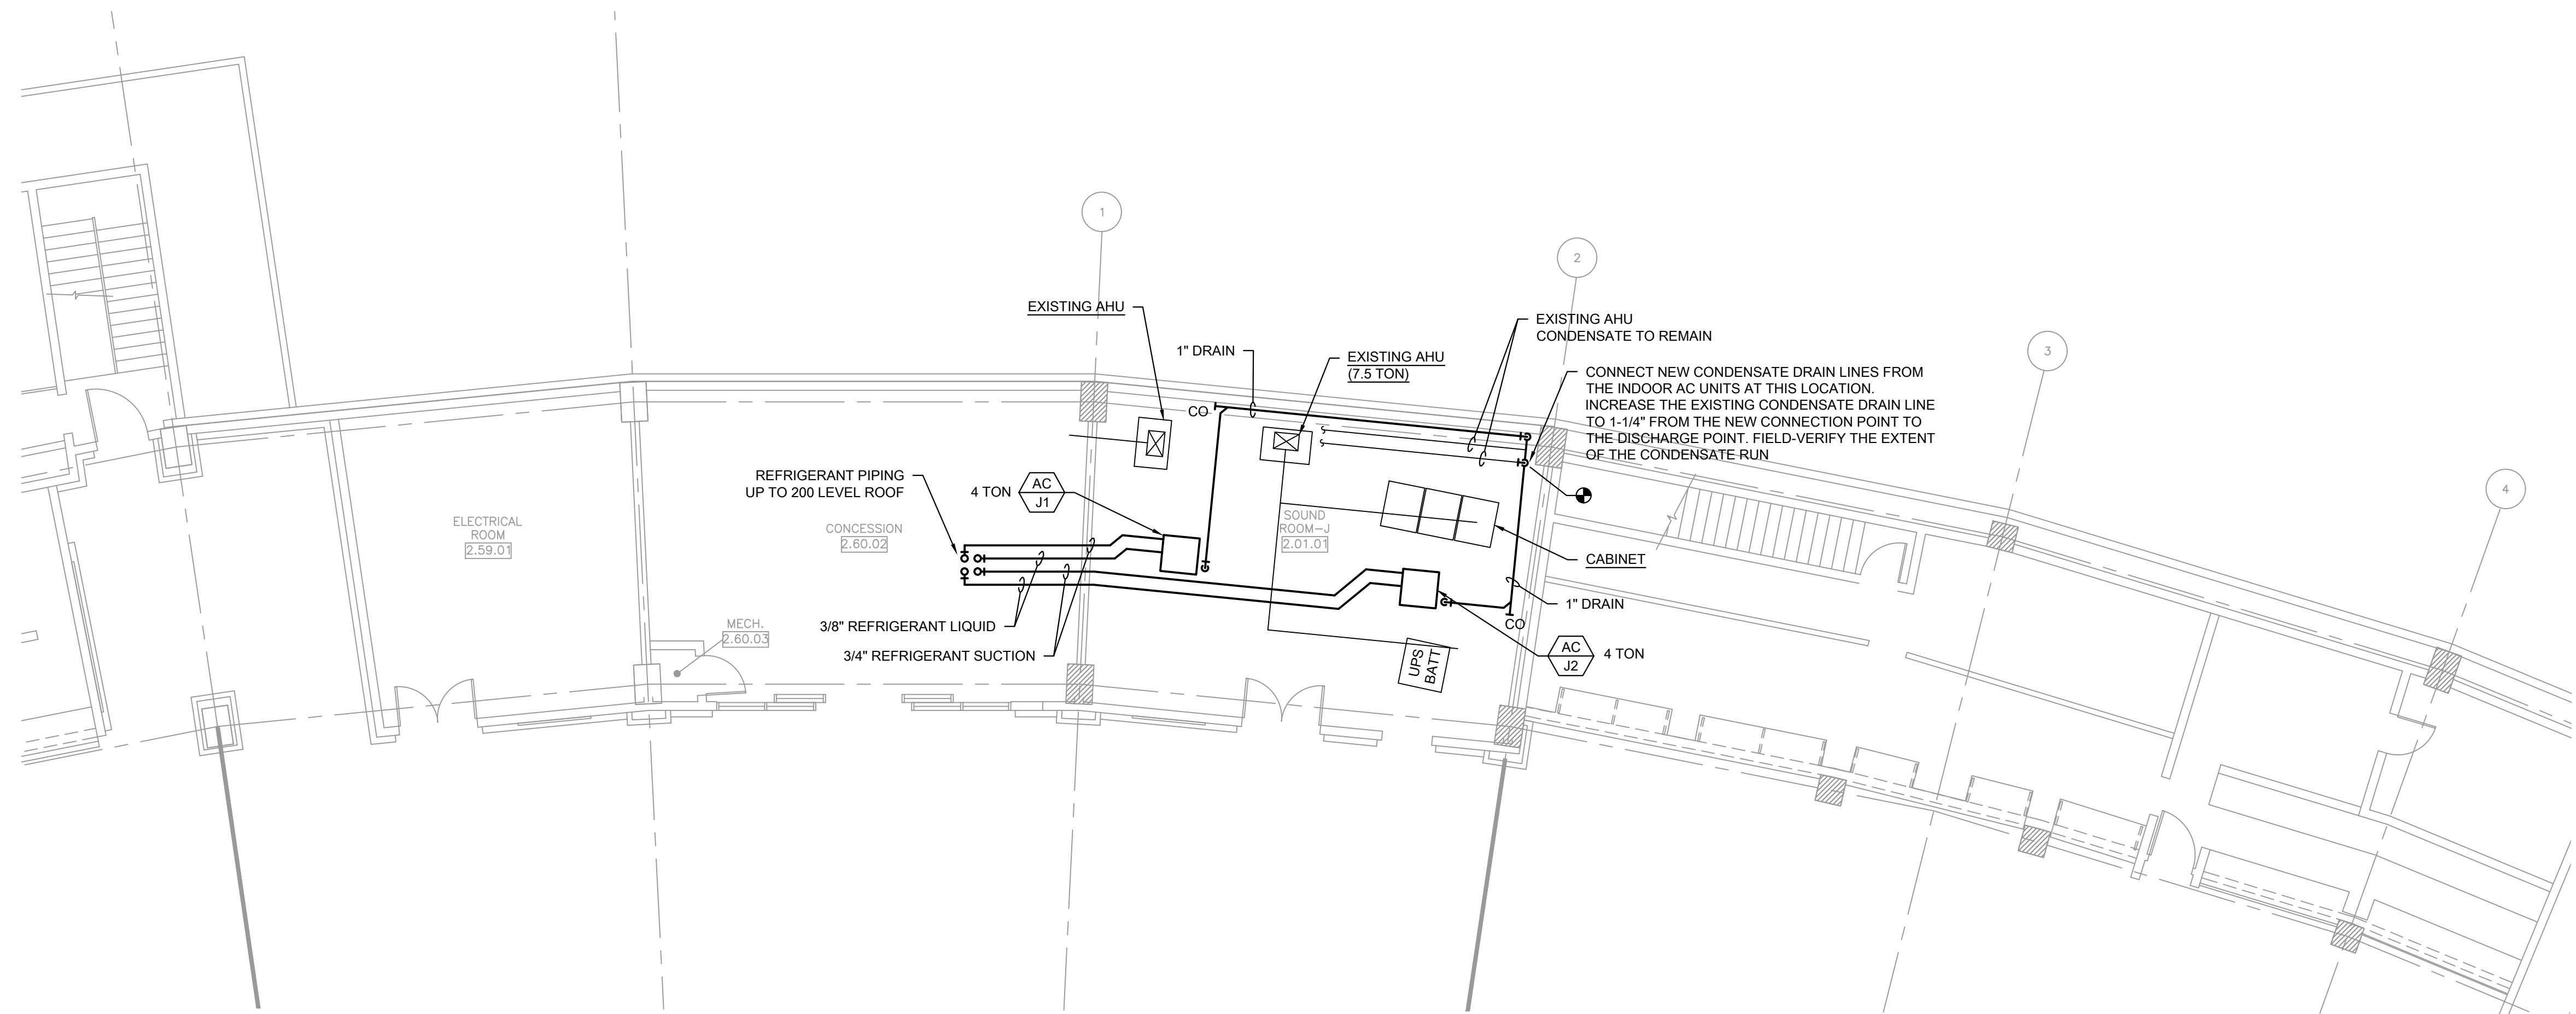 1
2
3
4
EXISTING AHU
1" DRAIN
EXISTING AHU
(7.5 TON)
EXISTING AHU
CONDENSATE TO REMAIN
CONNECT NEW CONDENSATE DRAIN LINES FROM
THE INDOOR AC UNITS AT THIS LOCATION.
INCREASE THE EXISTING CONDENSATE DRAIN LINE
TO 1-1/4" FROM THE NEW CONNECTION POINT TO
THE DISCHARGE POINT. FIELD-VERIFY THE EXTENT
OF THE CONDENSATE RUN
CO
REFRIGERANT PIPING
UP TO 200 LEVEL ROOF
4 TON
AC
J1
ELECTRICAL
ROOM
2.59.01
CONCESSION
2.60.02
SOUND
ROOM-J
2.01.01
CABINET
1" DRAIN
CO
MECH.
2.60.03
3/8" REFRIGERANT LIQUID
3/4" REFRIGERANT SUCTION
UPS
BATT
AC
J2
4 TON